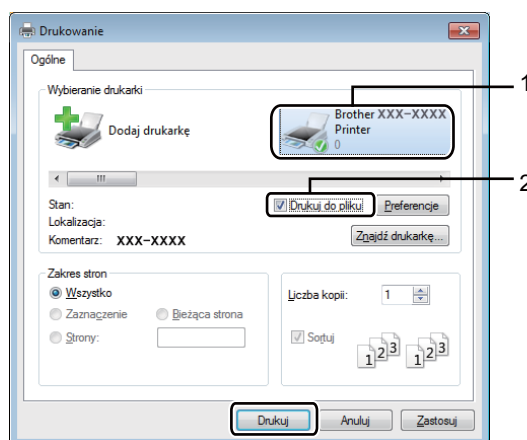 Drukowanie
Ogólne
Wybieranie drukarki
Dodaj drukarkę
Brother XXX-XXXX
Printer
0
1
2
Stan:
Drukuj do pliku
Preferencje
Lokalizacja:
Komentarz: XXX-XXXX
Znajdź drukarkę...
Zakres stron
Wszystko
Zaznaczenie
Bieżąca strona
Strony:
Liczba kopii: 1
Sortuj
1 2 3 1 2 3
Drukuj
Anuluj
Zastosuj